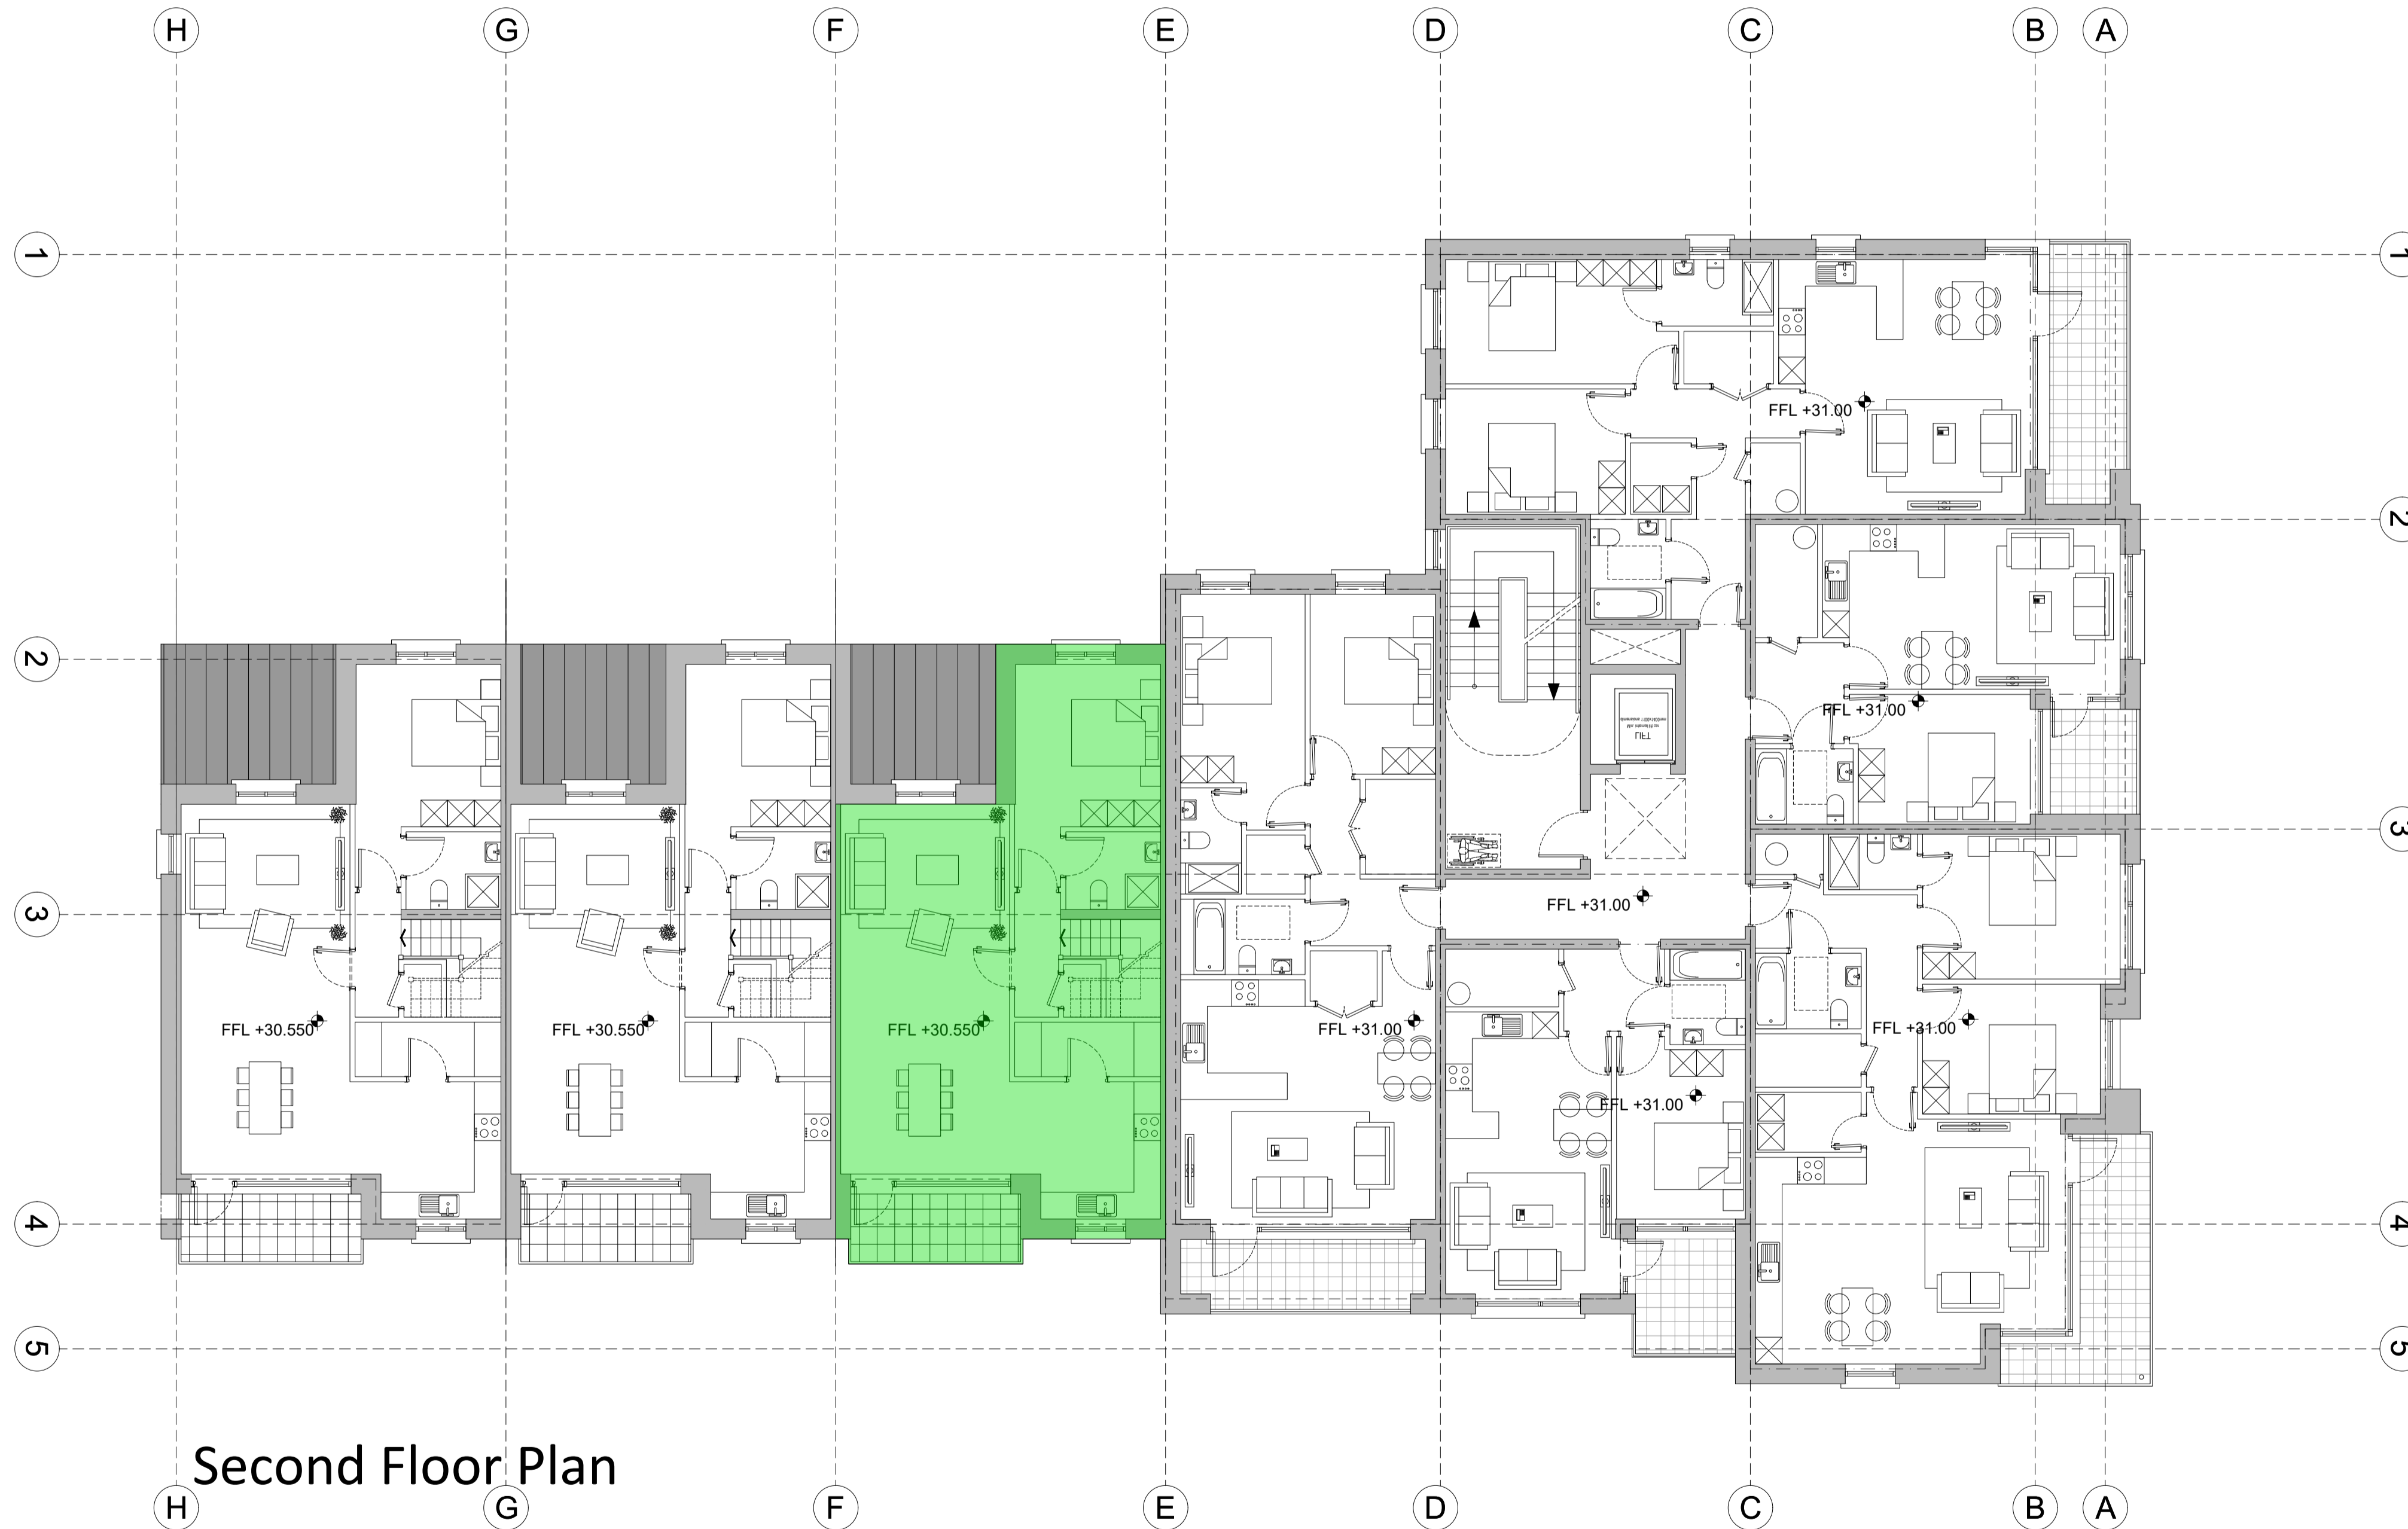 H G F E D C B A
1 1
FFL +31.00
2
FFL +31.00
2
LIFT
3
3
FFL +31.00
FFL +30.550 FFL +30.550 FFL +30.550 FFL +31.00 FFL +31.00
FFL +31.00
4 4
5 5
Second Floor Plan
H G F E D C B A